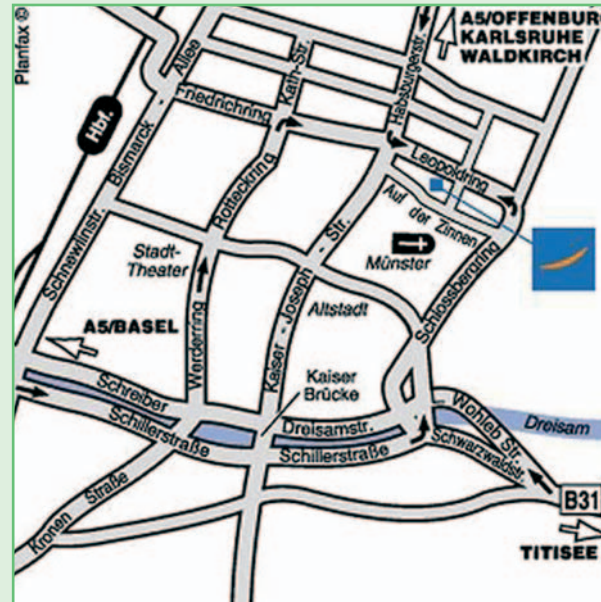 Planfax ©
A5/OFFENBURG
KARLSRUHE
WALDKIRCH
Allee
Kath-Str.
Habsburgerstr.
Hbf.
Friedrichring
Bismarck -
Leopoldring
Rotteckring
Auf der Zinnen
Schnewlinstr.
Stadt-
Theater
Kaiser - Joseph - Str.
Münster
Schlossbergring
Altstadt
A5/BASEL
Werderring
Kaiser
Brücke
Schreiber
Dreisamstr.
Wohleb Str.
Dreisam
Schillerstraße
Schillerstraße
Schwarzwaldstr.
Kronen Straße
B31
TITISEE